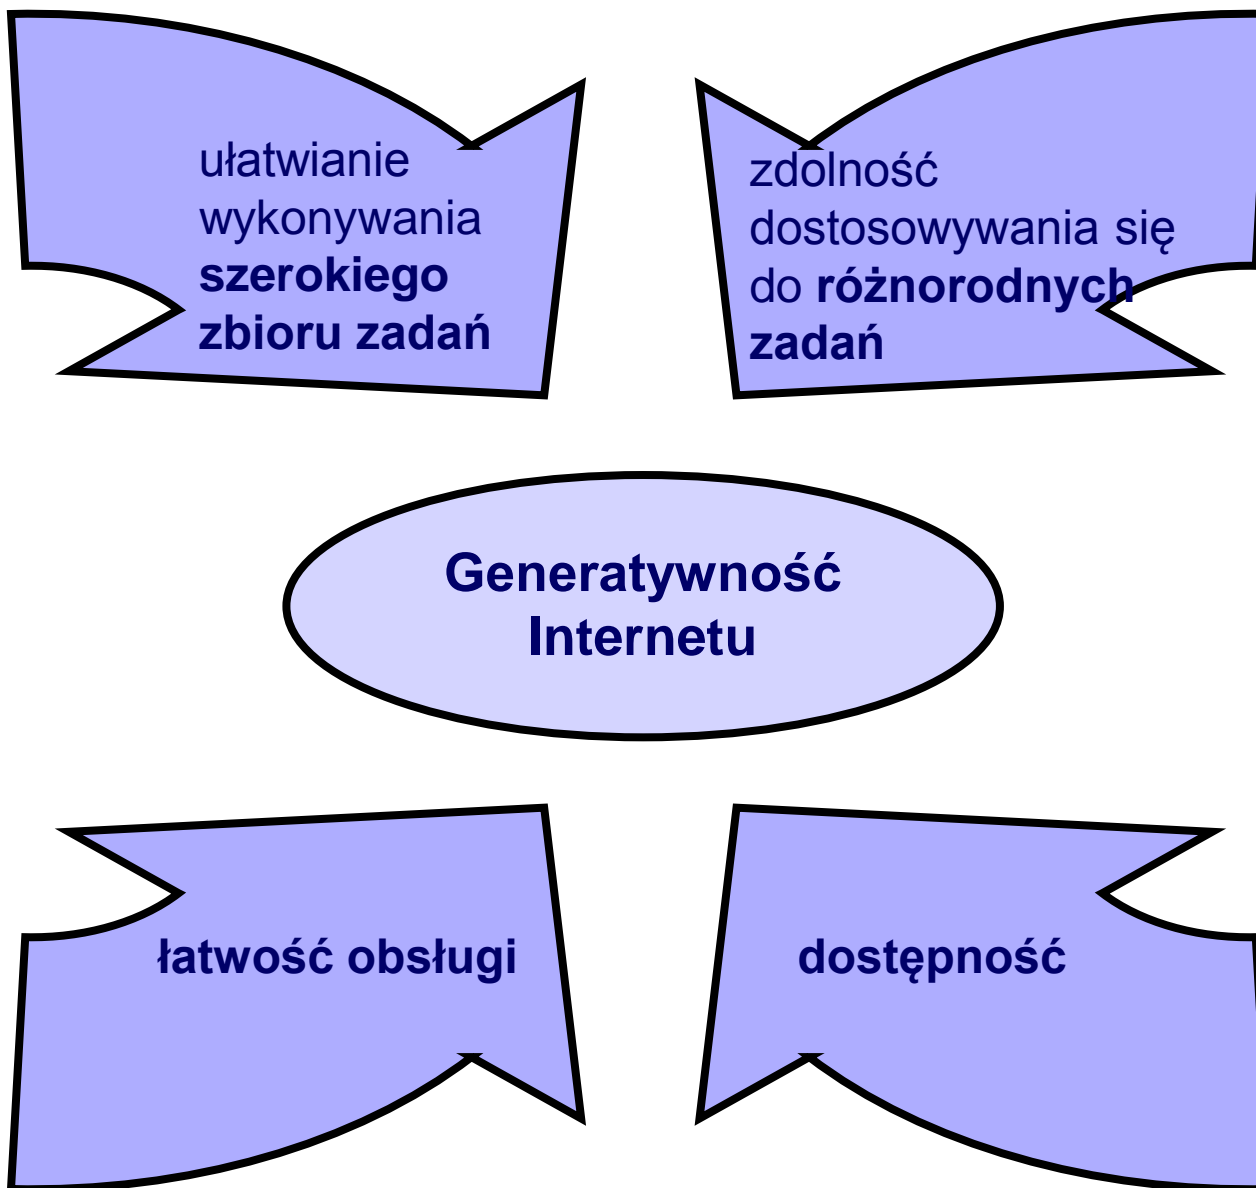 ułatwianie
wykonywania
szerokiego
zbioru zadań
zdolność
dostosowywania się
do różnorodnych
zadań
Generatywność
Internetu
łatwość obsługi
dostępność